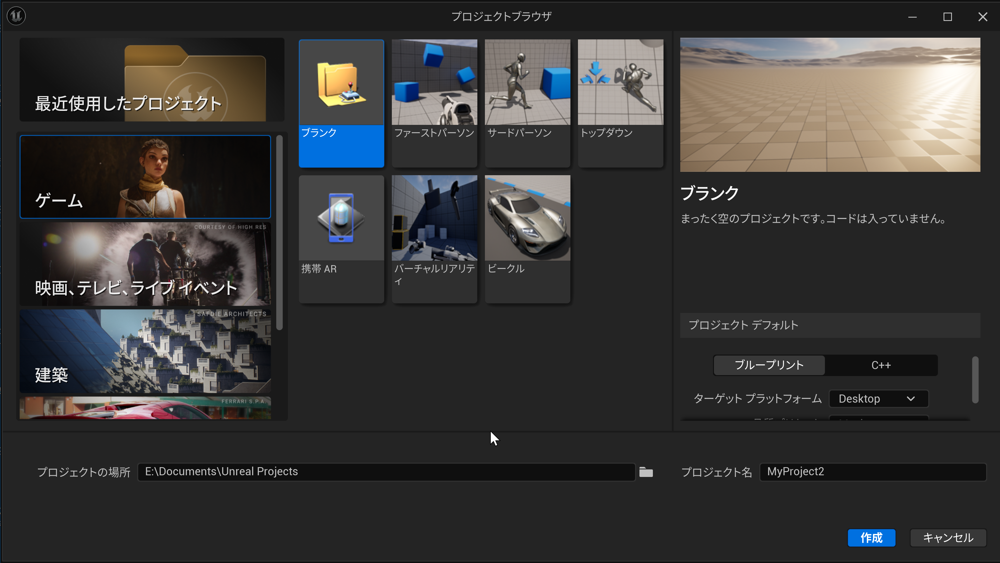 プロジェクトブラウザ
最近使用したプロジェクト
ゲーム
COURTESY OF HIGH RES
映画、テレビ、ライブ イベント
SAFDIE ARCHITECTS
建築
FERRARI S.P.A.
ブランク
ファーストパーソン
サードパーソン
トップダウン
携帯 AR
バーチャルリアリテ
ィ
ビークル
ブランク
まったく空のプロジェクトです。コードは入っていません。
プロジェクト デフォルト
ブループリント
C++
ターゲット プラットフォーム
Desktop
プロジェクトの場所
E:\Documents\Unreal Projects
プロジェクト名
MyProject2
作成
キャンセル